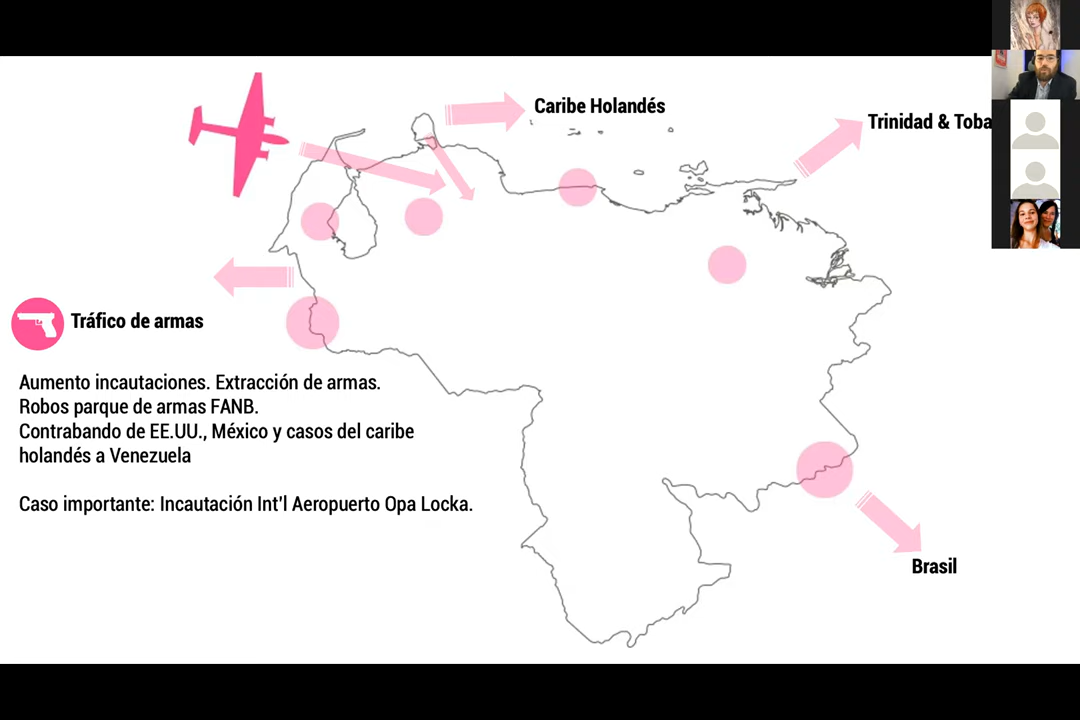 Caribe Holandés
Trinidad & Toba
Tráfico de armas
Aumento incautaciones. Extracción de armas.
Robos parque de armas FANB.
Contrabando de EE.UU., México y casos del caribe
holandés a Venezuela
Caso importante: Incautación Int'l Aeropuerto Opa Locka.
Brasil